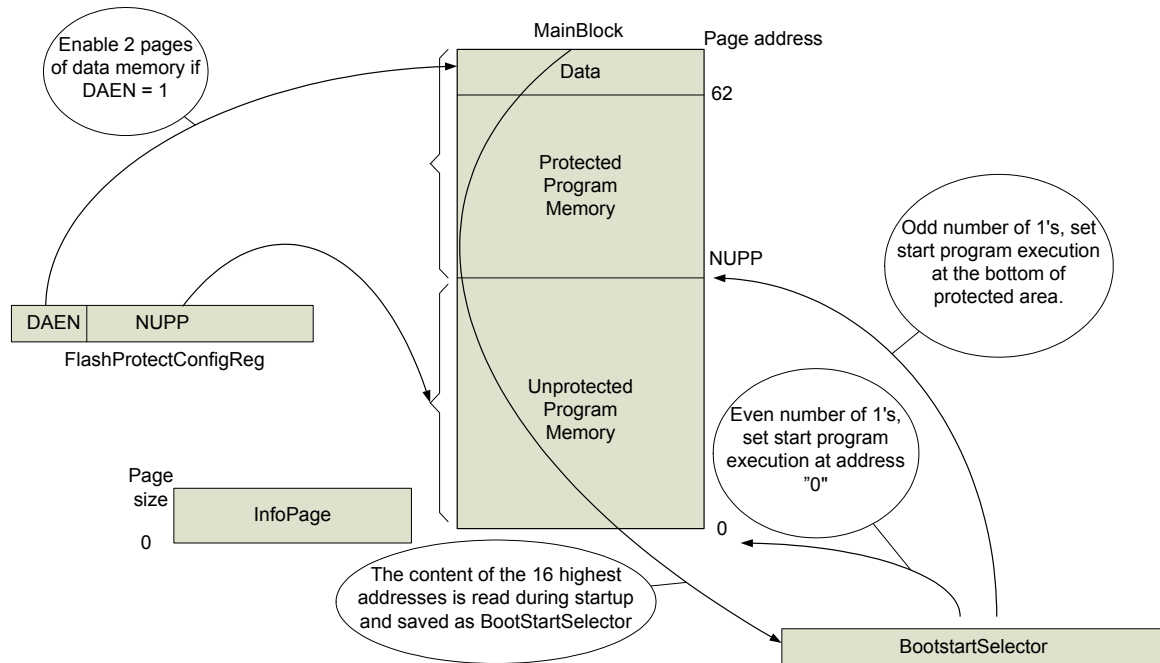 Enable 2 pages
of data memory if
DAEN = 1
MainBlock
Page address
Data
62
Protected
Program
Memory
Odd number of 1's, set
start program execution
at the bottom of
protected area.
NUPP
DAEN
NUPP
FlashProtectConfigReg
Unprotected
Program
Memory
Even number of 1's,
set start program
execution at address
”0"
Page
size
InfoPage
0
0
The content of the 16 highest
addresses is read during startup
and saved as BootStartSelector
BootstartSelector